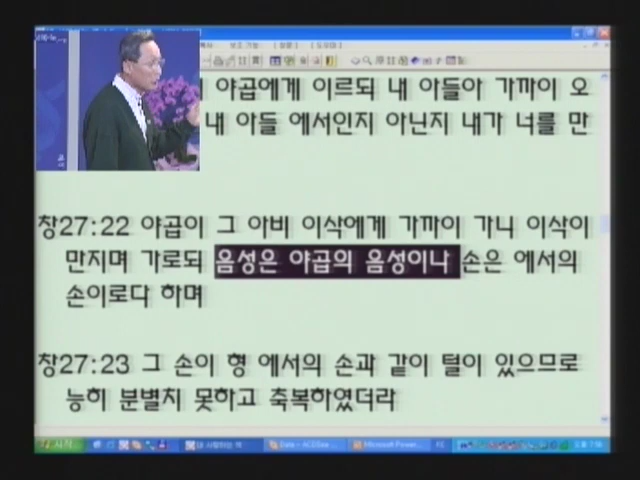 야곱에게 이르되 내 아들아 가까이 오
내 아들 에서인지 아닌지 내가 너를 만
창27:22 야곱이 그 아비 이삭에게 가까이 가니 이삭이
만지며 가로되 음성은 야곱의 음성이나 손은 에서의
손이로다 하며
창27:23 그 손이 형 에서의 손과 같이 털이 있으므로
능히 분별치 못하고 축복하였더라
시작